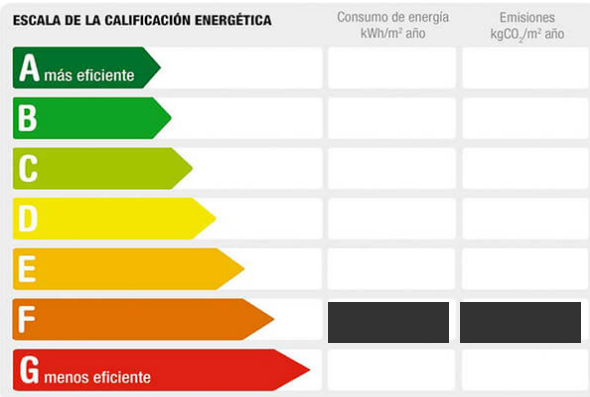 ESCALA DE LA CALIFICACIÓN ENERGÉTICA
Consumo de energía
kWh/m² año
Emisiones
kgCO₂/m² año
A más eficiente
B
C
D
E
F
G menos eficiente